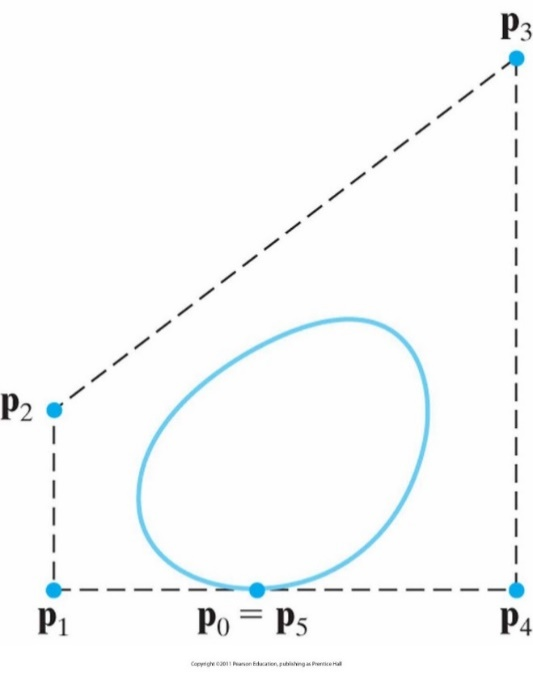 p₃
p₂
p₁
p₀ = p₅
p₄
Copyright ©2011 Pearson Education, publishing as Prentice Hall